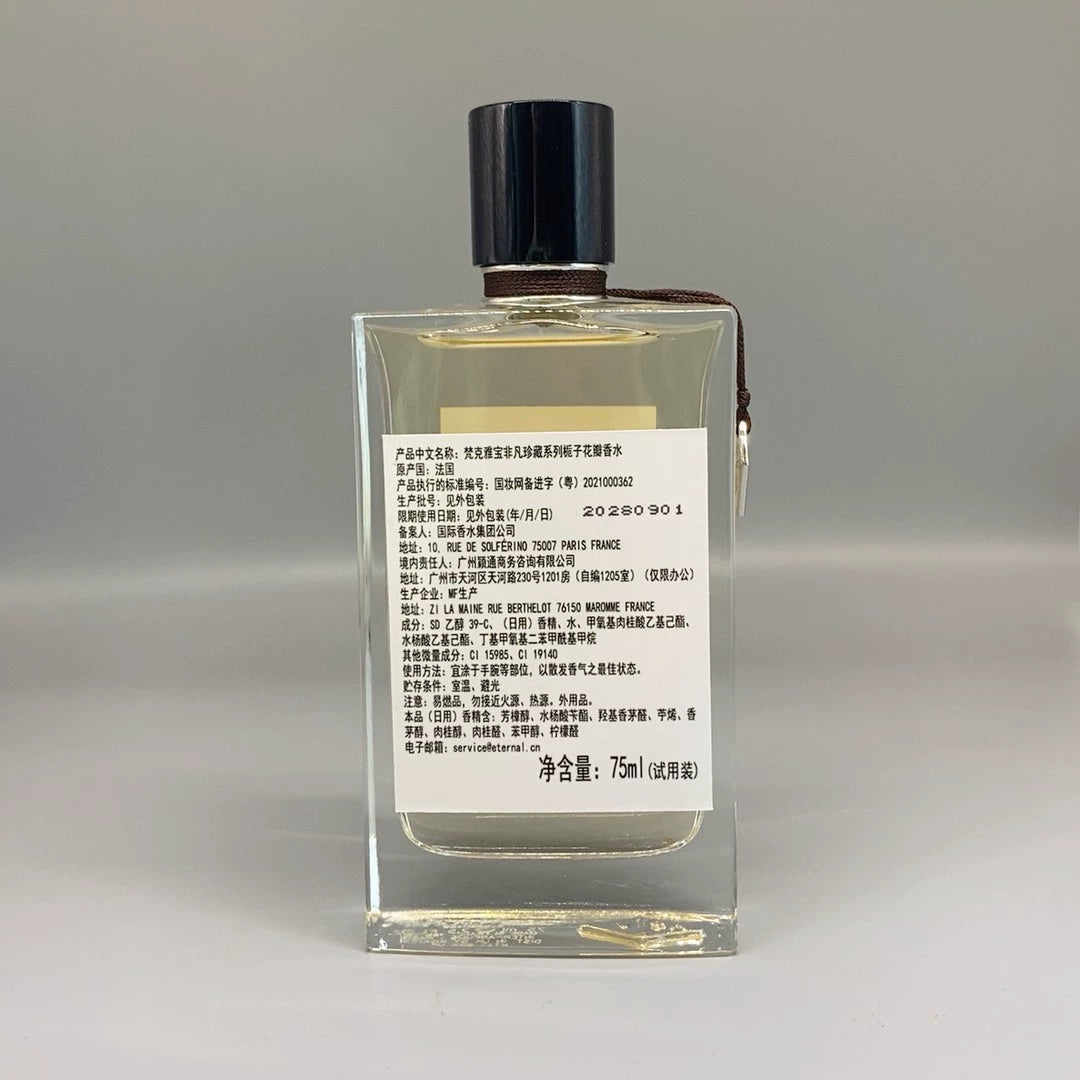 产品中文名称：梵克雅宝非凡珍藏系列栀子花瓣香水
原产国：法国
产品执行的标准编号：国妆网备进字（粤）2021000362
生产批号：见外包装
限期使用日期：见外包装(年/月/日) 20280901
备案人：国际香水集团公司
地址：10, RUE DE SOLFÉRINO 75007 PARIS FRANCE
境内责任人：广州颖通商务咨询有限公司
地址：广州市天河区天河路230号1201房（自编1205室）（仅限办公）
生产企业：MF生产
地址：ZI LA MAINE RUE BERTHELOT 76150 MAROMME FRANCE
成分：SD 乙醇 39-C、（日用）香精、水、甲氧基肉桂酸乙基己酯、
水杨酸乙基己酯、丁基甲氧基二苯甲酰基甲烷
其他微量成分：CI 15985、CI 19140
使用方法：宜涂于手腕等部位，以散发香气之最佳状态。
贮存条件：室温、避光
注意：易燃品，勿接近火源、热源。外用品。
本品（日用）香精含：芳樟醇、水杨酸苄酯、羟基香茅醛、苧烯、香
茅醇、肉桂醇、肉桂醛、苯甲醇、柠檬醛
电子邮箱：service@eternal.cn
净含量：75ml(试用装)